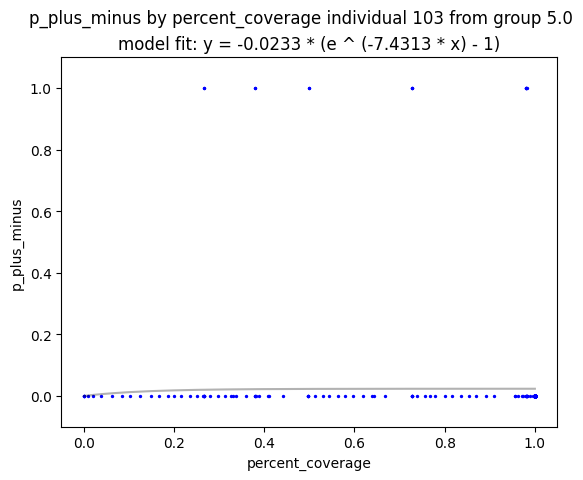 p_plus_minus by percent_coverage individual 103 from group 5.0
model fit: y = -0.0233 * (e ^ (-7.4313 * x) - 1)
1.0
0.8
0.6
0.4
0.2
0.0
p_plus_minus
0.0 0.2 0.4 0.6 0.8 1.0
percent_coverage